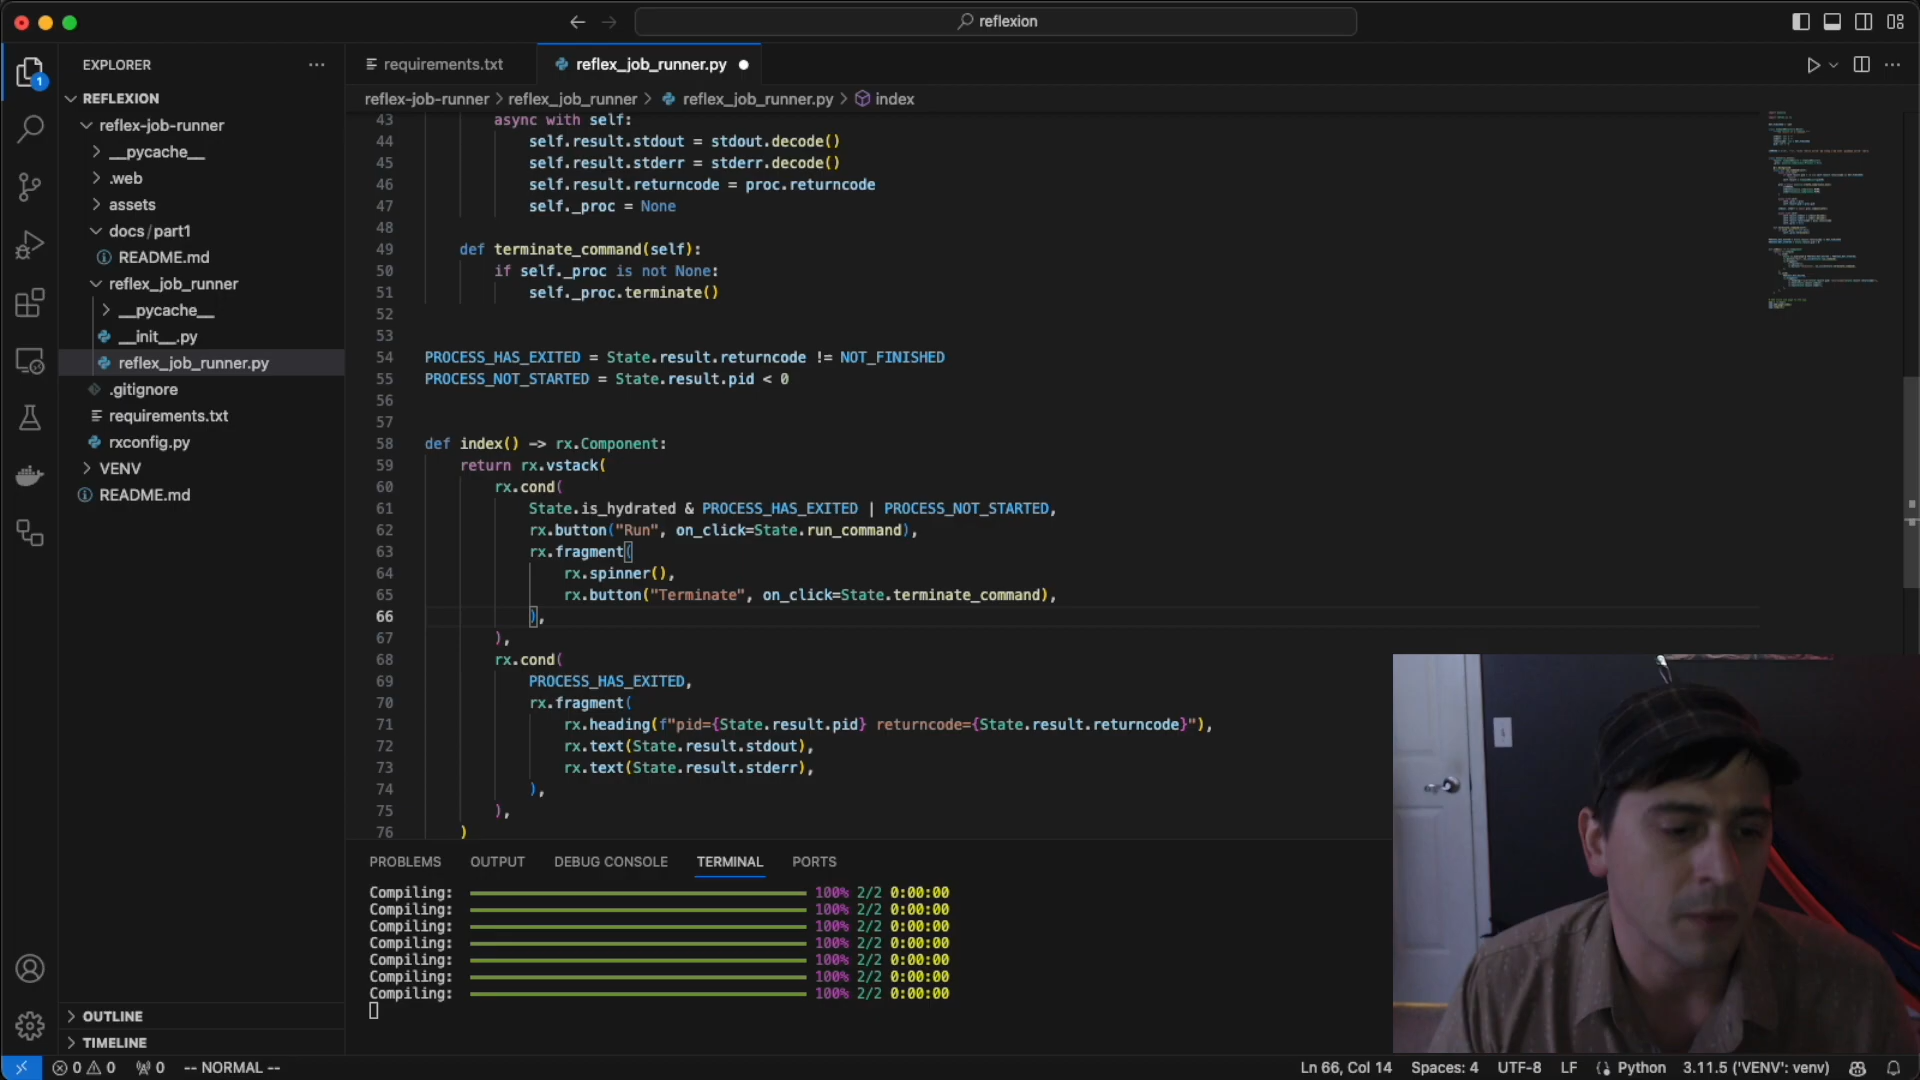 reflexion
EXPLORER
REFLEXION
reflex-job-runner
__pycache__
.web
assets
docs/part1
README.md
reflex_job_runner
__pycache__
__init__.py
reflex_job_runner.py
.gitignore
requirements.txt
rxconfig.py
VENV
README.md
OUTLINE
TIMELINE
1
requirements.txt
reflex_job_runner.py
reflex-job-runner > reflex_job_runner > reflex_job_runner.py > index
43 async with self:
44 self.result.stdout = stdout.decode()
45 self.result.stderr = stderr.decode()
46 self.result.returncode = proc.returncode
47 self._proc = None
48
49 def terminate_command(self):
50 if self._proc is not None:
51 self._proc.terminate()
52
53
54 PROCESS_HAS_EXITED = State.result.returncode != NOT_FINISHED
55 PROCESS_NOT_STARTED = State.result.pid < 0
56
57
58 def index() -> rx.Component:
59 return rx.vstack(
60 rx.cond(
61 State.is_hydrated & PROCESS_HAS_EXITED | PROCESS_NOT_STARTED,
62 rx.button("Run", on_click=State.run_command),
63 rx.fragment(
64 rx.spinner(),
65 rx.button("Terminate", on_click=State.terminate_command),
66 ),
67 ),
68 rx.cond(
69 PROCESS_HAS_EXITED,
70 rx.fragment(
71 rx.heading(f"pid={State.result.pid} returncode={State.result.returncode}"),
72 rx.text(State.result.stdout),
73 rx.text(State.result.stderr),
74 ),
75 ),
76 )
PROBLEMS OUTPUT DEBUG CONSOLE TERMINAL PORTS
Compiling: 100% 2/2 0:00:00
Compiling: 100% 2/2 0:00:00
Compiling: 100% 2/2 0:00:00
Compiling: 100% 2/2 0:00:00
Compiling: 100% 2/2 0:00:00
Compiling: 100% 2/2 0:00:00
Compiling: 100% 2/2 0:00:00
0 0 0 -- NORMAL -- Ln 66, Col 14 Spaces: 4 UTF-8 LF Python 3.11.5 ('VENV': venv)